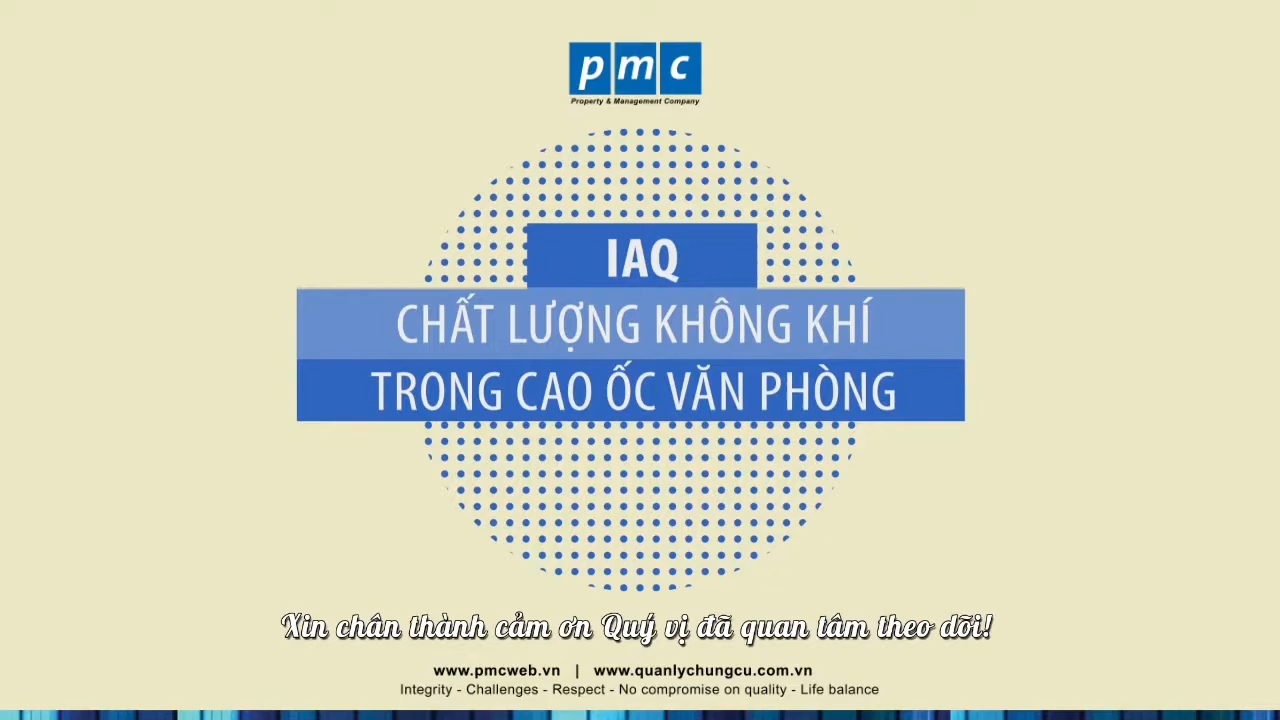 pmc
Property & Management Company
IAQ
CHẤT LƯỢNG KHÔNG KHÍ
TRONG CAO ỐC VĂN PHÒNG
Xin chân thành cảm ơn Quý vị đã quan tâm theo dõi!
www.pmcweb.vn | www.quanlychungcu.com.vn
Integrity - Challenges - Respect - No compromise on quality - Life balance